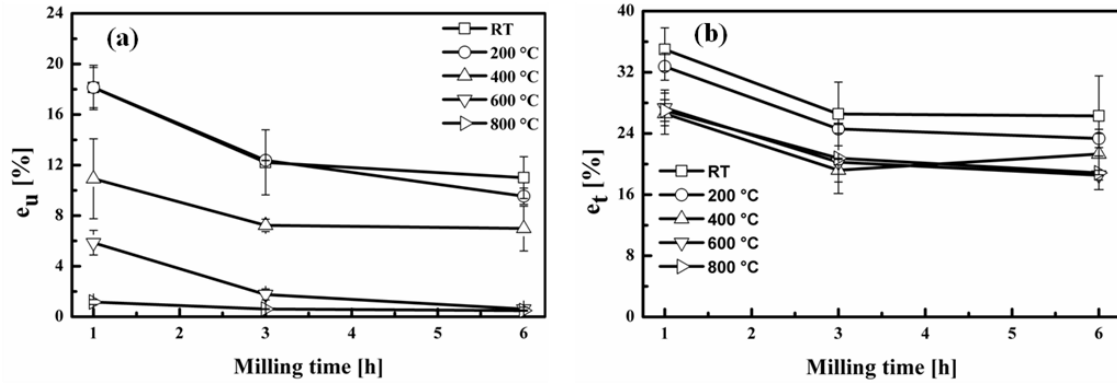 (a)
24
20
16
12
8
4
0
e_u [%]
1 2 3 4 5 6
Milling time [h]
RT
200 °C
400 °C
600 °C
800 °C
(b)
40
32
24
16
8
0
e_t [%]
1 2 3 4 5 6
Milling time [h]
RT
200 °C
400 °C
600 °C
800 °C